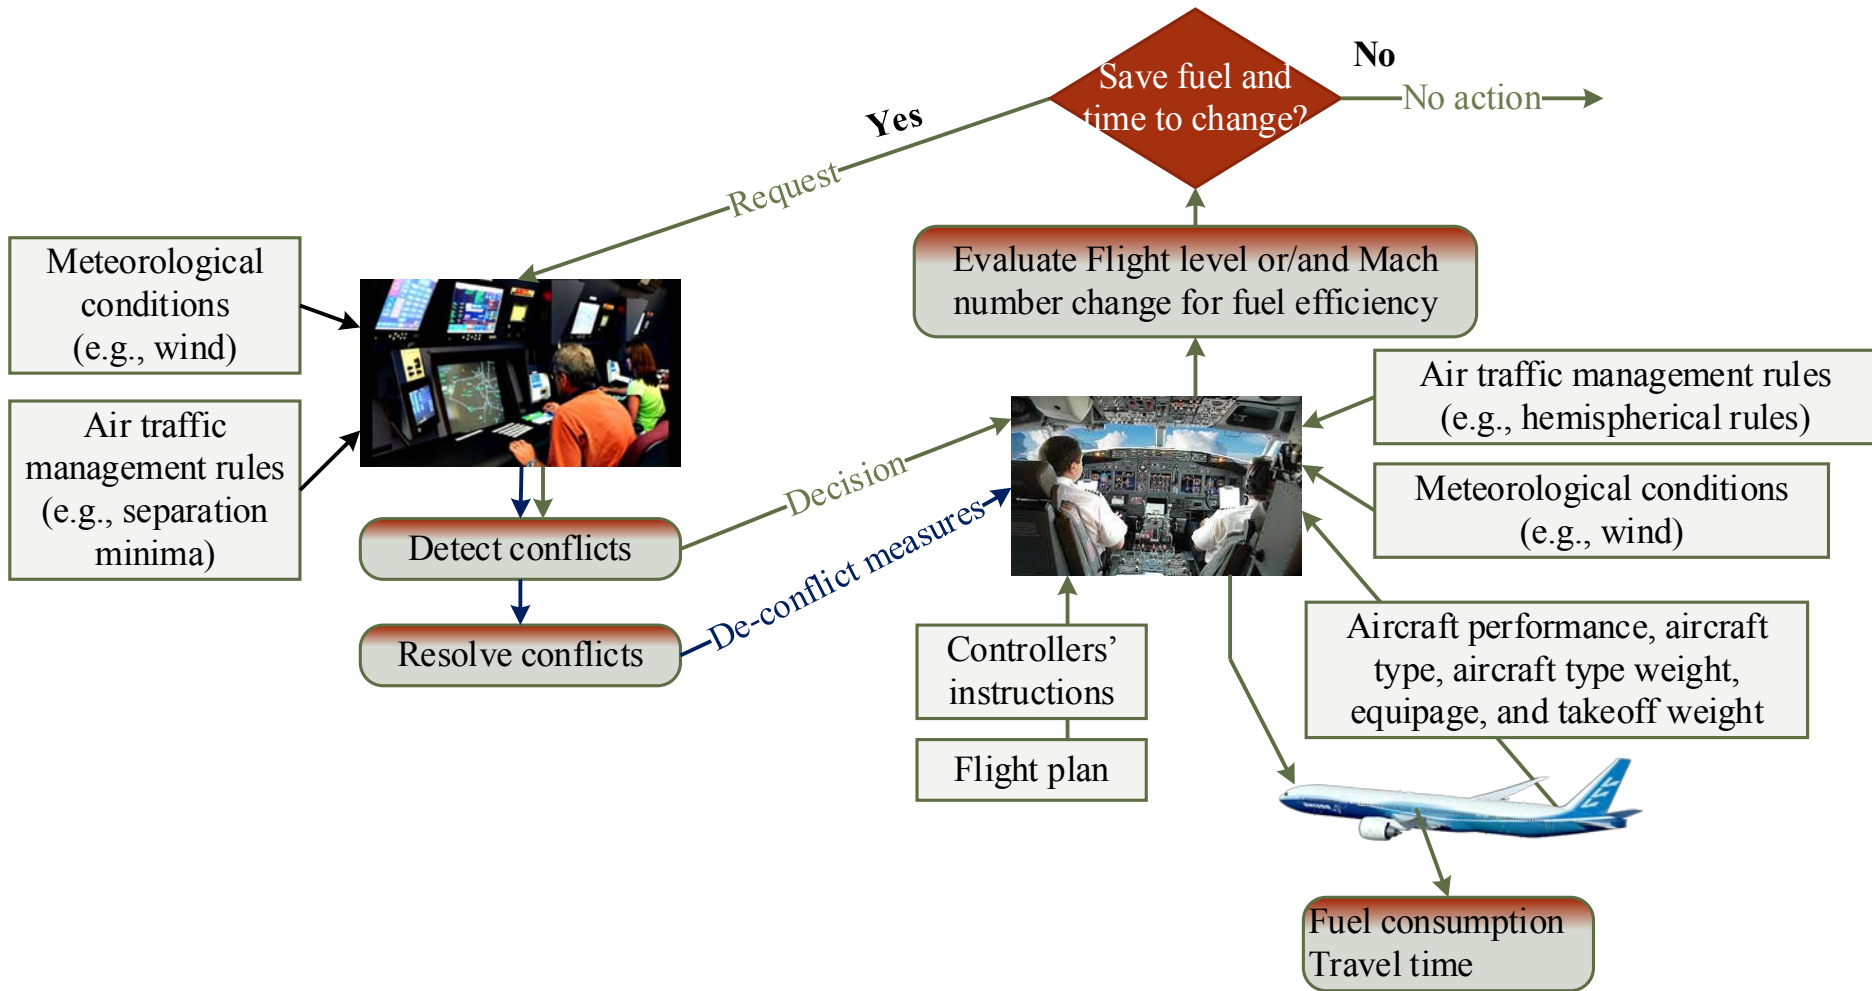 Save fuel and
time to change?
No
No action
Yes
Request
Evaluate Flight level or/and Mach
number change for fuel efficiency
Meteorological
conditions
(e.g., wind)
Air traffic
management rules
(e.g., separation
minima)
Detect conflicts
Resolve conflicts
Decision
De-conflict measures
Air traffic management rules
(e.g., hemispherical rules)
Meteorological conditions
(e.g., wind)
Aircraft performance, aircraft
type, aircraft type weight,
equipage, and takeoff weight
Controllers’
instructions
Flight plan
Fuel consumption
Travel time